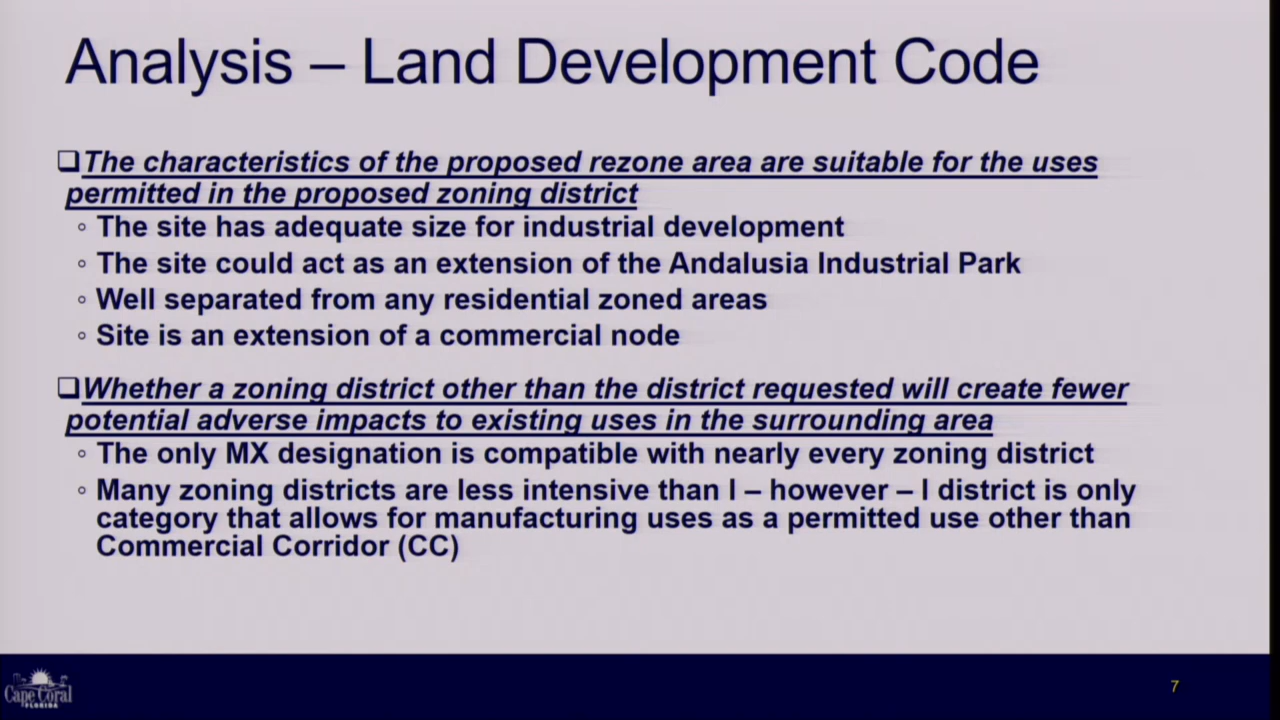 Analysis – Land Development Code
❑The characteristics of the proposed rezone area are suitable for the uses
permitted in the proposed zoning district
◦ The site has adequate size for industrial development
◦ The site could act as an extension of the Andalusia Industrial Park
◦ Well separated from any residential zoned areas
◦ Site is an extension of a commercial node
❑Whether a zoning district other than the district requested will create fewer
potential adverse impacts to existing uses in the surrounding area
◦ The only MX designation is compatible with nearly every zoning district
◦ Many zoning districts are less intensive than I – however – I district is only
category that allows for manufacturing uses as a permitted use other than
Commercial Corridor (CC)
Cape Coral
FLORIDA
7